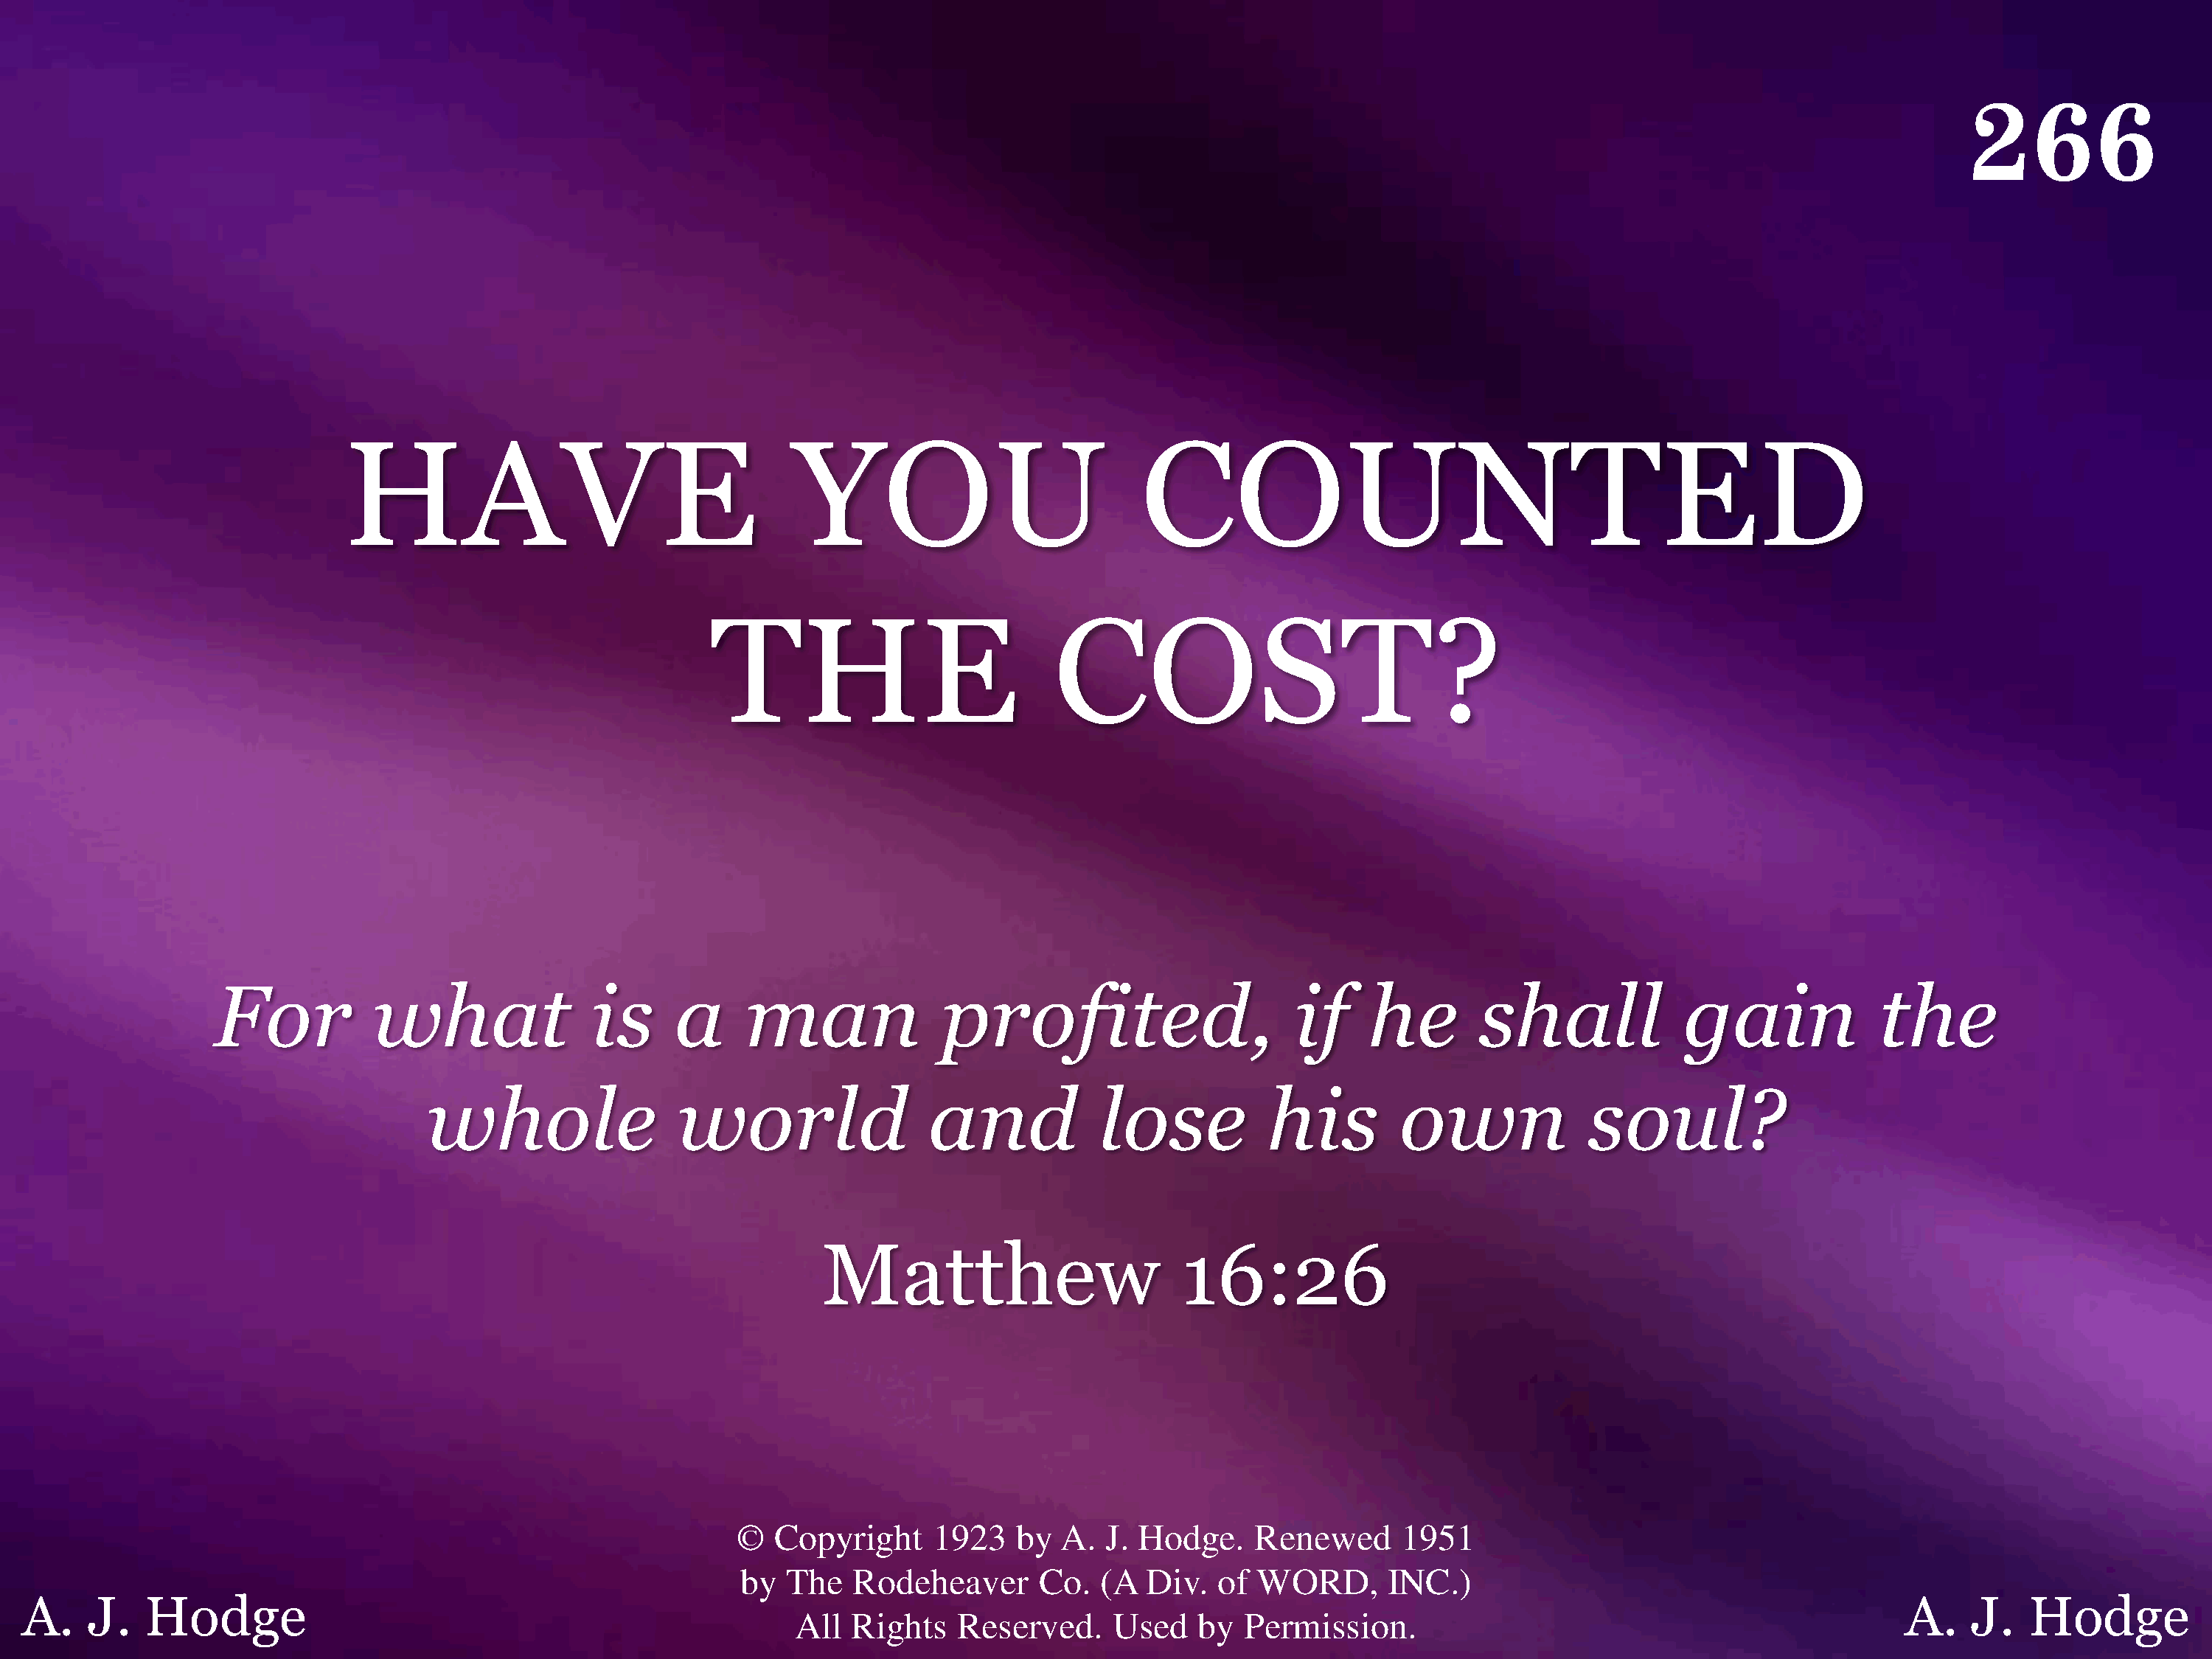 266
HAVE YOU COUNTED
THE COST?
For what is a man profited, if he shall gain the
whole world and lose his own soul?
Matthew 16:26
© Copyright 1923 by A. J. Hodge. Renewed 1951
by The Rodeheaver Co. (A Div. of WORD, INC.)
All Rights Reserved. Used by Permission.
A. J. Hodge
A. J. Hodge